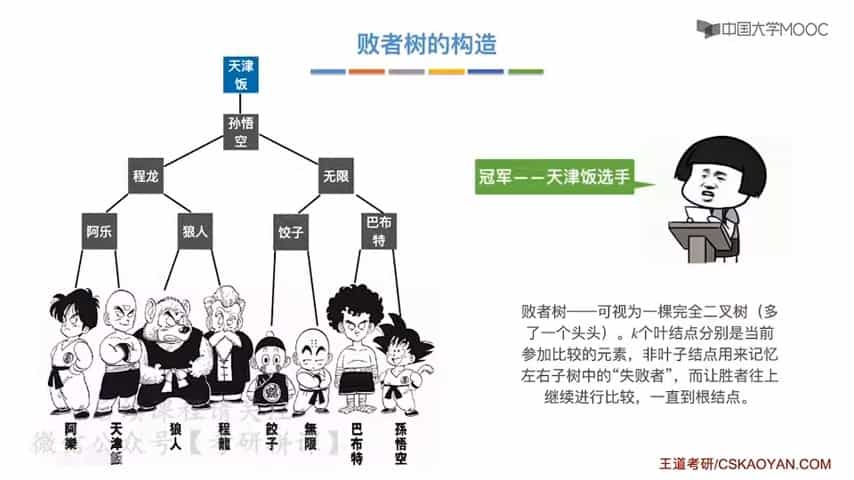 败者树的构造
中国大学MOOC
天津
饭
孙悟
空
程龙
无限
阿乐
狼人
饺子
巴布
特
冠军——天津饭选手
败者树——可视为一棵完全二叉树（多
了一个头头）。k个叶结点分别是当前
参加比较的元素，非叶子结点用来记忆
左右子树中的“失败者”，而让胜者往上
继续进行比较，一直到根结点。
阿樂
天津飯
狼人
程龍
餃子
無限
巴布特
孫悟空
微信公众号【考研
王道考研/CSKAOYAN.COM